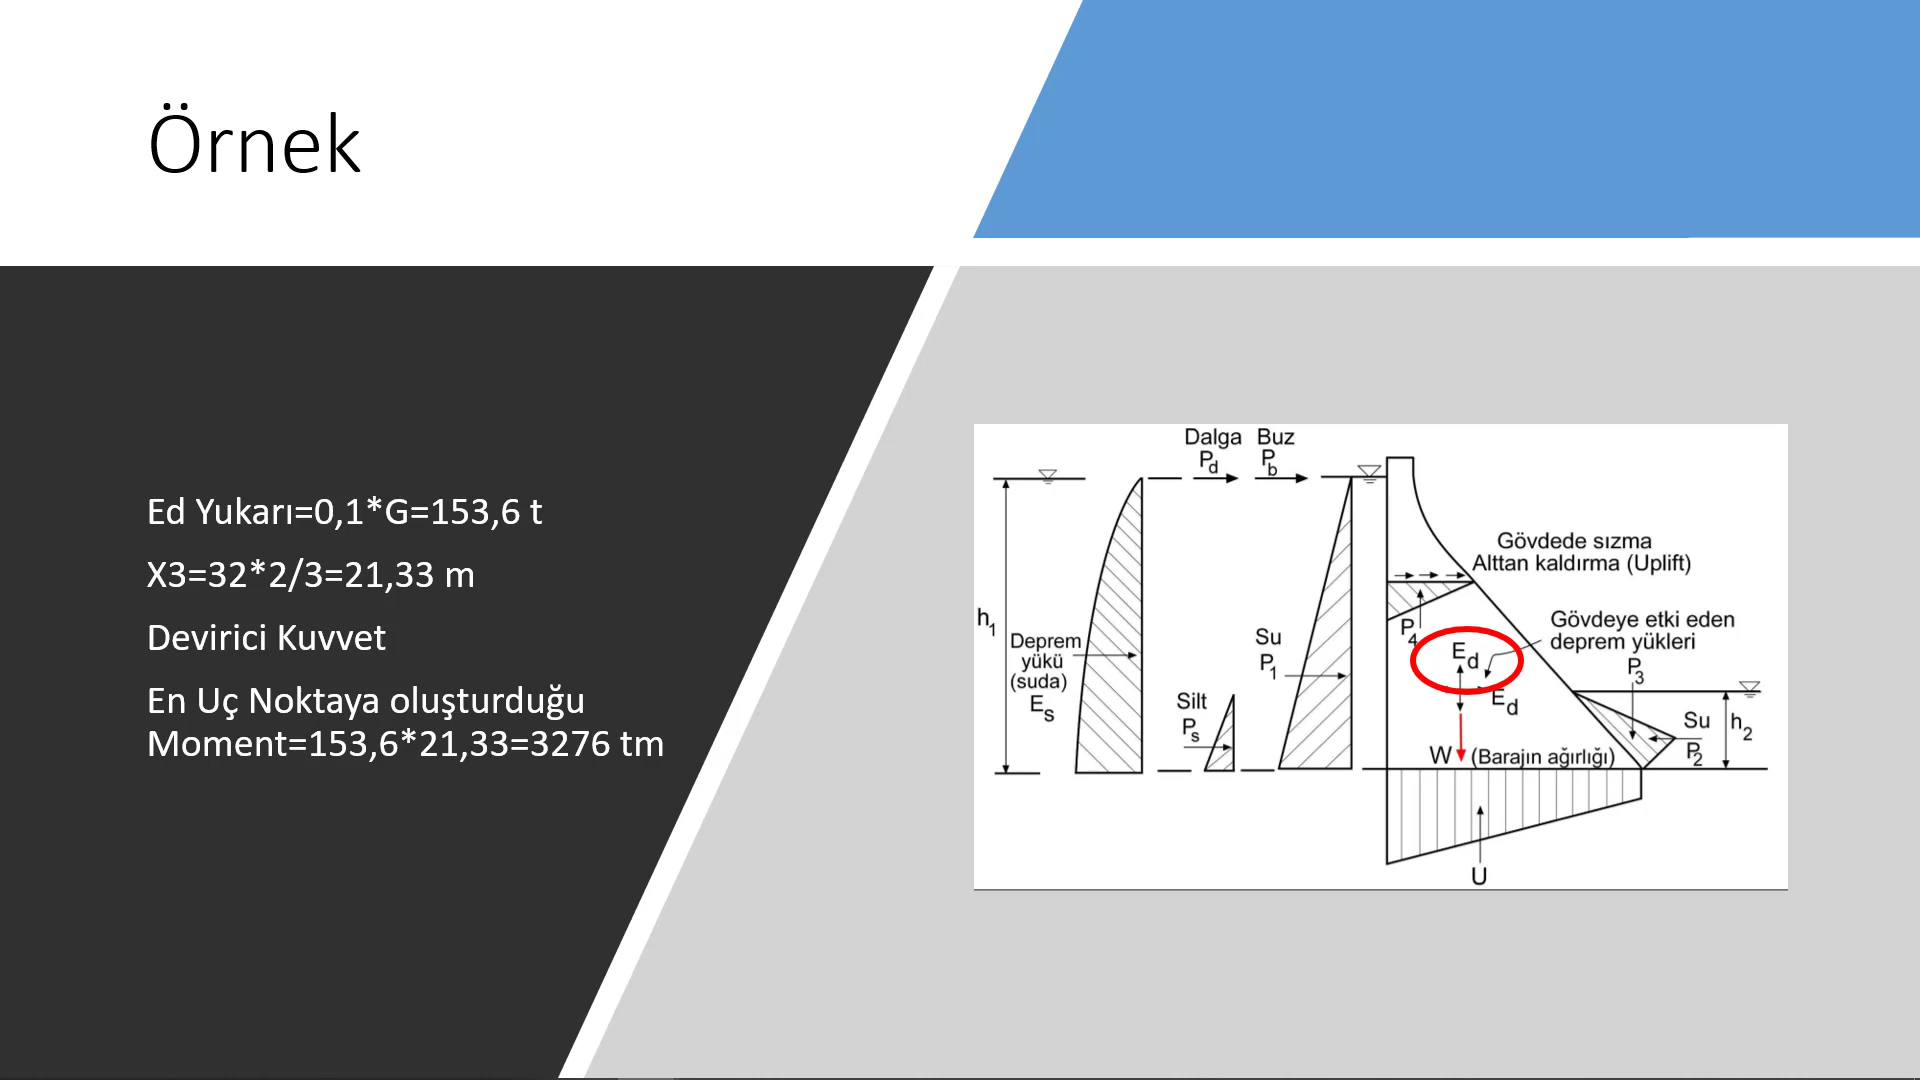 Örnek
Ed Yukarı=0,1*G=153,6 t
X3=32*2/3=21,33 m
Devirici Kuvvet
En Uç Noktaya oluşturduğu
Moment=153,6*21,33=3276 tm
Dalga Buz
Pd Pb
Gövdede sızma
Alttan kaldırma (Uplift)
h1
Deprem
yükü
(suda)
Es
Silt
Ps
Su
P1
P4
Ed
Ed
Gövdeye etki eden
deprem yükleri
P3
Su
P2
h2
W (Barajın ağırlığı)
U